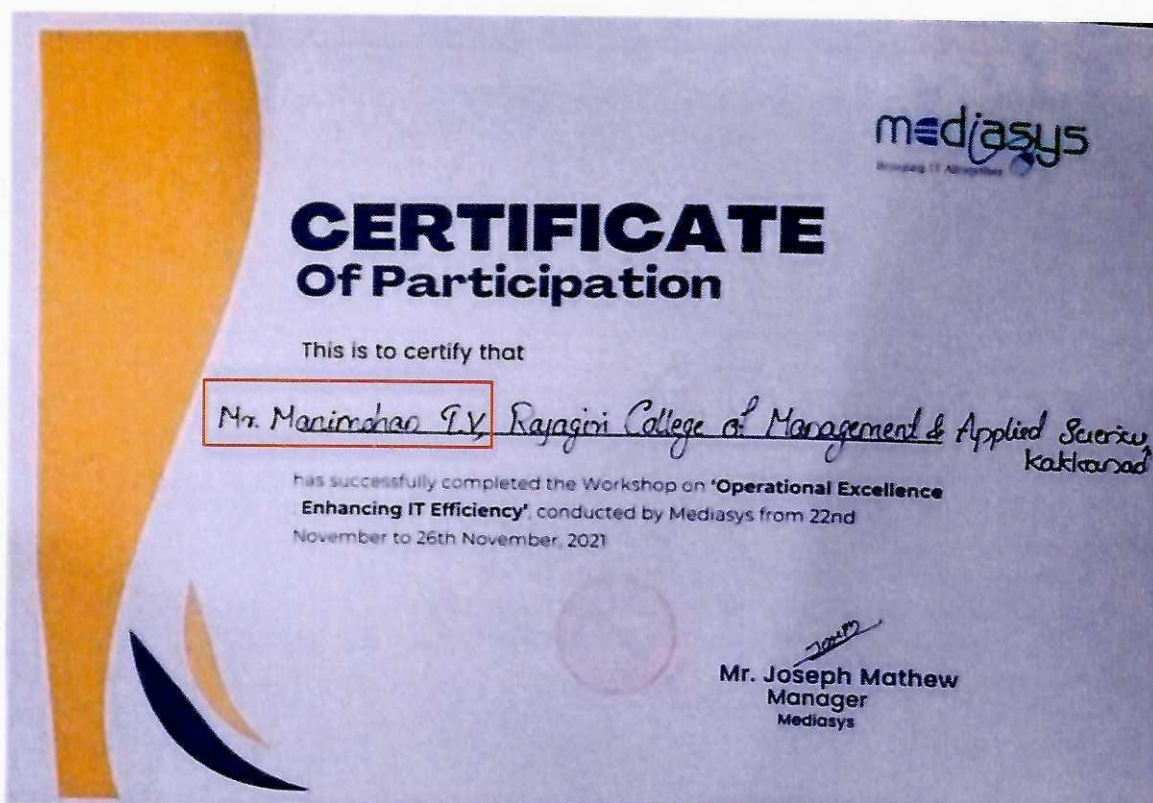 mediasys
CERTIFICATE
Of Participation
This is to certify that
Mr. Manimohan T.V, Rajagiri College of Management & Applied Sciences,
Kakkanad
has successfully completed the Workshop on 'Operational Excellence
Enhancing IT Efficiency' conducted by Mediasys from 22nd
November to 26th November, 2021
Mr. Joseph Mathew
Manager
Mediasys